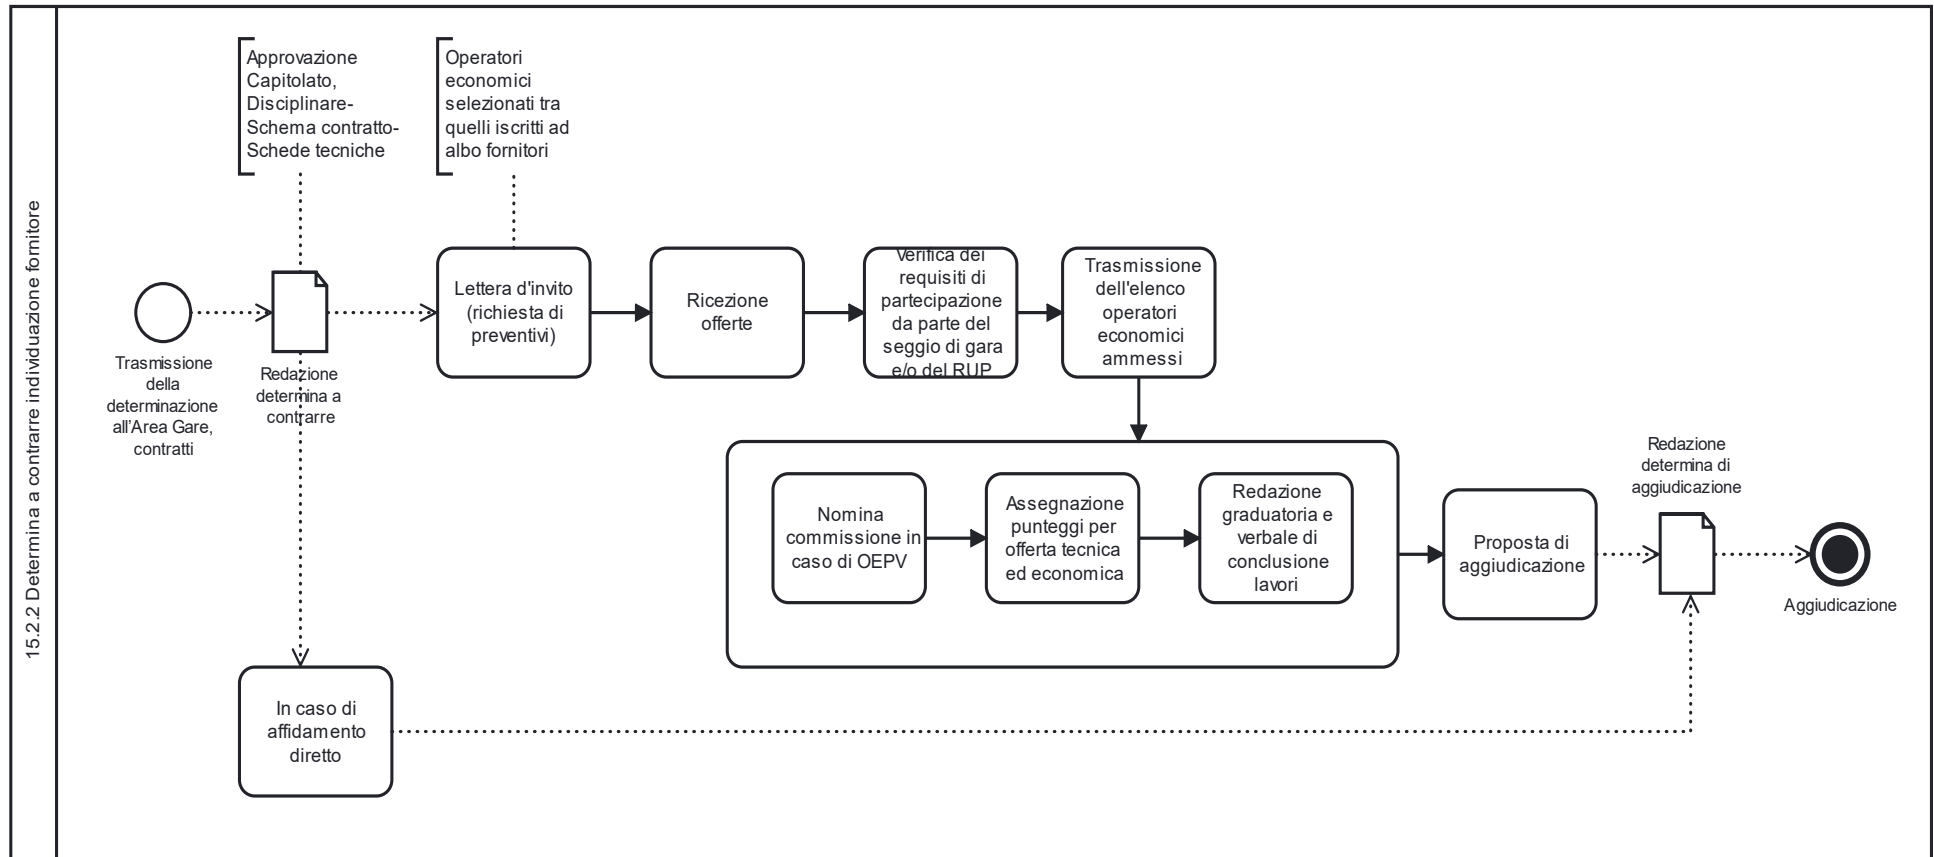 15.2.2 Determina a contrarre individuazione fornitore
Approvazione
Capitolato,
Disciplinare-
Schema contratto-
Schede tecniche
Operatori
economici
selezionati tra
quelli iscritti ad
albo fornitori
Trasmissione
della
determinazione
all'Area Gare,
contratti
Redazione
determina a
contrarre
Lettera d'invito
(richiesta di
preventivi)
Ricezione
offerte
Verifica dei
requisiti di
partecipazione
da parte del
seggio di gara
e/o del RUP
Trasmissione
dell'elenco
operatori
economici
ammessi
Nomina
commissione in
caso di OEPV
Assegnazione
punteggi per
offerta tecnica
ed economica
Redazione
graduatoria e
verbale di
conclusione
lavori
Proposta di
aggiudicazione
Redazione
determina di
aggiudicazione
Aggiudicazione
In caso di
affidamento
diretto